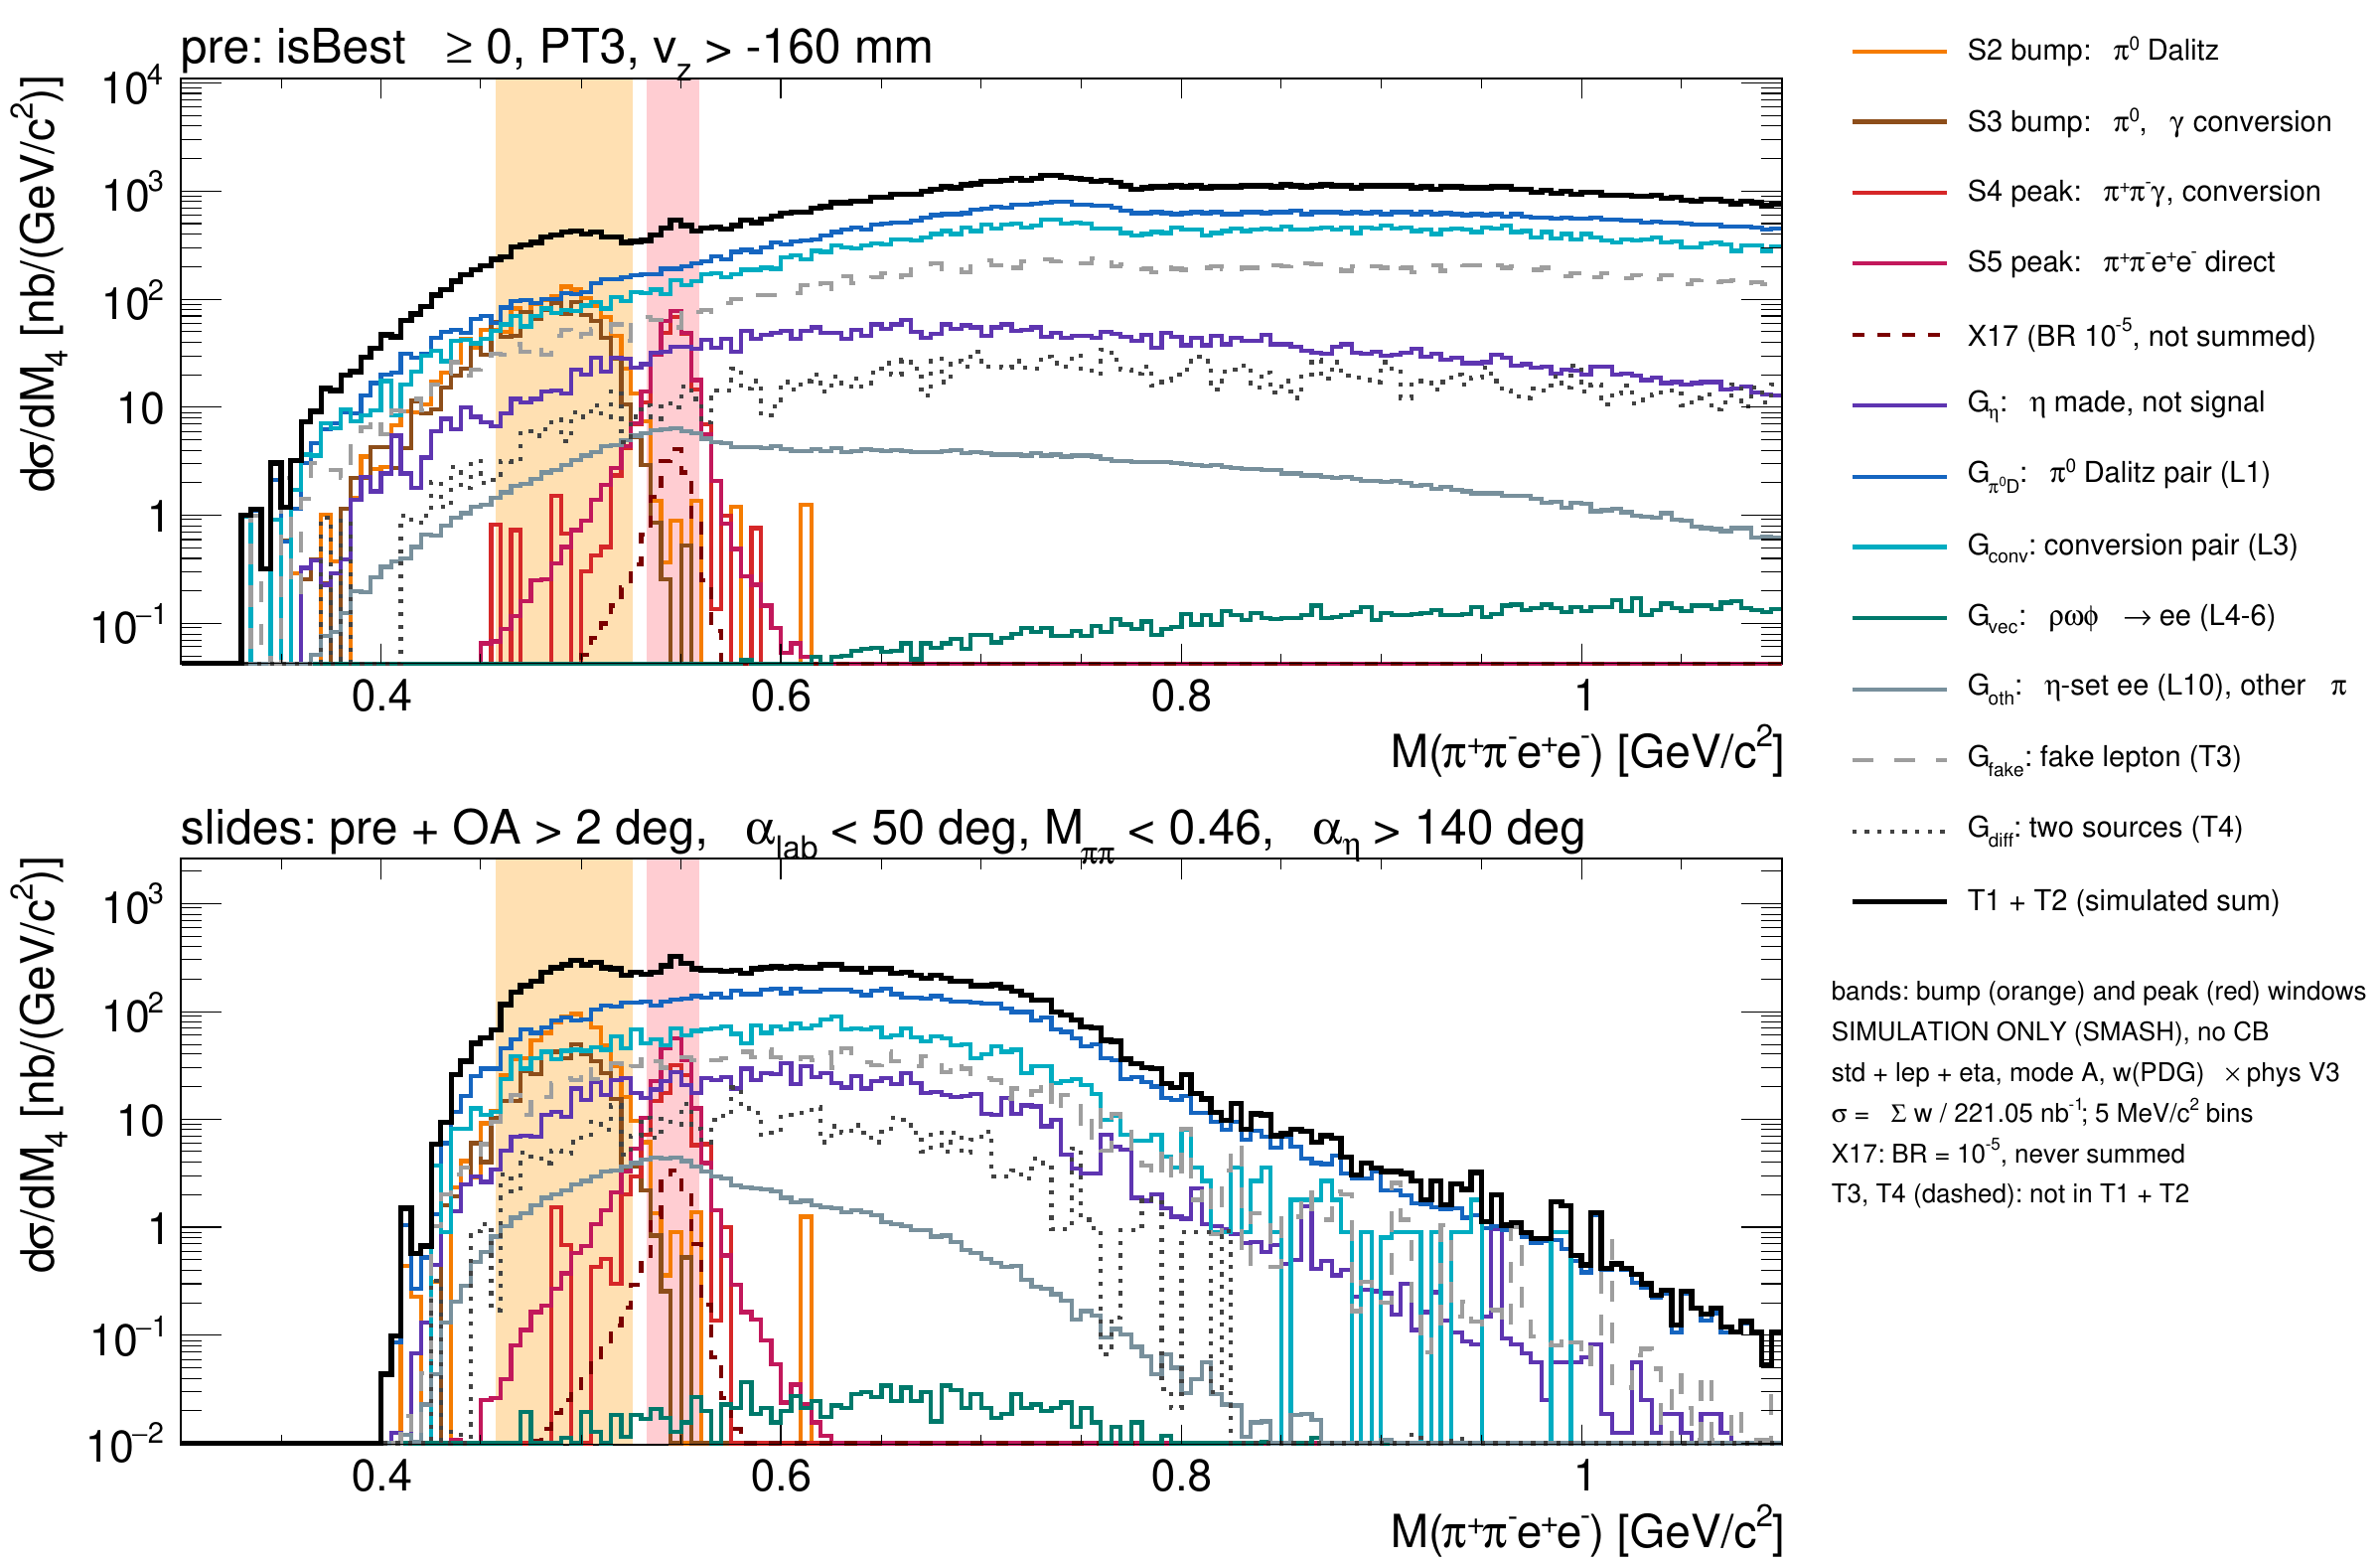 pre: isBest ≥ 0, PT3, v_z > -160 mm
dσ/dM_4 [nb/(GeV/c^2)]
10^4
10^3
10^2
10
1
10^−1
0.4 0.6 0.8 1
M(π^+π^-e^+e^-) [GeV/c^2]
slides: pre + OA > 2 deg, α_lab < 50 deg, M_ππ < 0.46, α_η > 140 deg
dσ/dM_4 [nb/(GeV/c^2)]
10^3
10^2
10
1
10^−1
10^−2
0.4 0.6 0.8 1
M(π^+π^-e^+e^-) [GeV/c^2]
S2 bump: π^0 Dalitz
S3 bump: π^0, γ conversion
S4 peak: π^+π^-γ, conversion
S5 peak: π^+π^-e^+e^- direct
X17 (BR 10^-5, not summed)
G_η: η made, not signal
G_π^0D: π^0 Dalitz pair (L1)
G_conv: conversion pair (L3)
G_vec: ρωφ → ee (L4-6)
G_oth: η-set ee (L10), other π
G_fake: fake lepton (T3)
G_diff: two sources (T4)
T1 + T2 (simulated sum)
bands: bump (orange) and peak (red) windows
SIMULATION ONLY (SMASH), no CB
std + lep + eta, mode A, w(PDG) × phys V3
σ = Σ w / 221.05 nb^-1; 5 MeV/c^2 bins
X17: BR = 10^-5, never summed
T3, T4 (dashed): not in T1 + T2